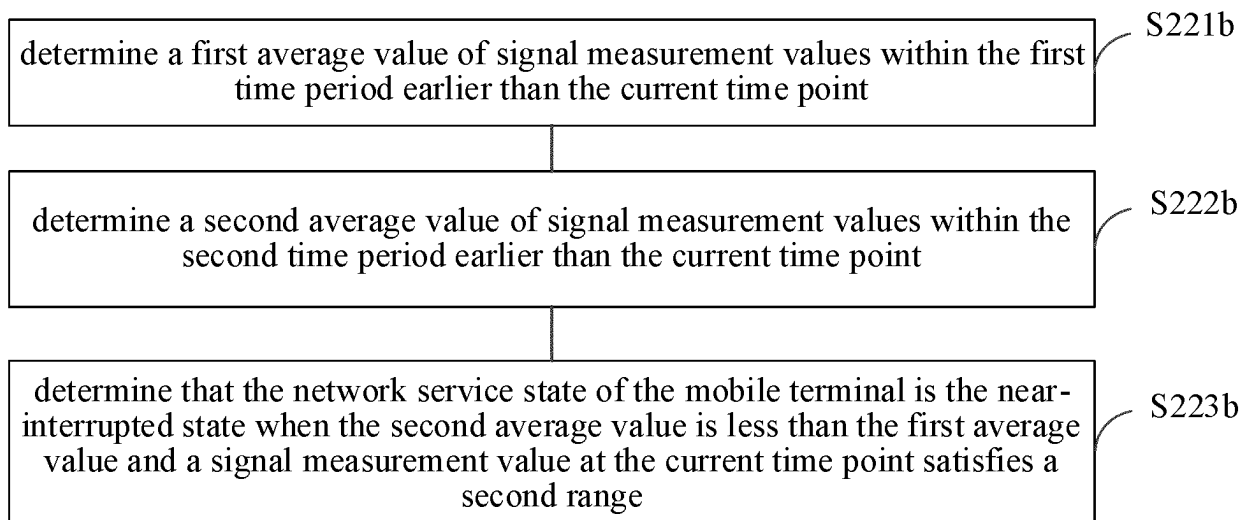 S221b
determine a first average value of signal measurement values within the first
time period earlier than the current time point
S222b
determine a second average value of signal measurement values within the
second time period earlier than the current time point
S223b
determine that the network service state of the mobile terminal is the near-
interrupted state when the second average value is less than the first average
value and a signal measurement value at the current time point satisfies a
second range